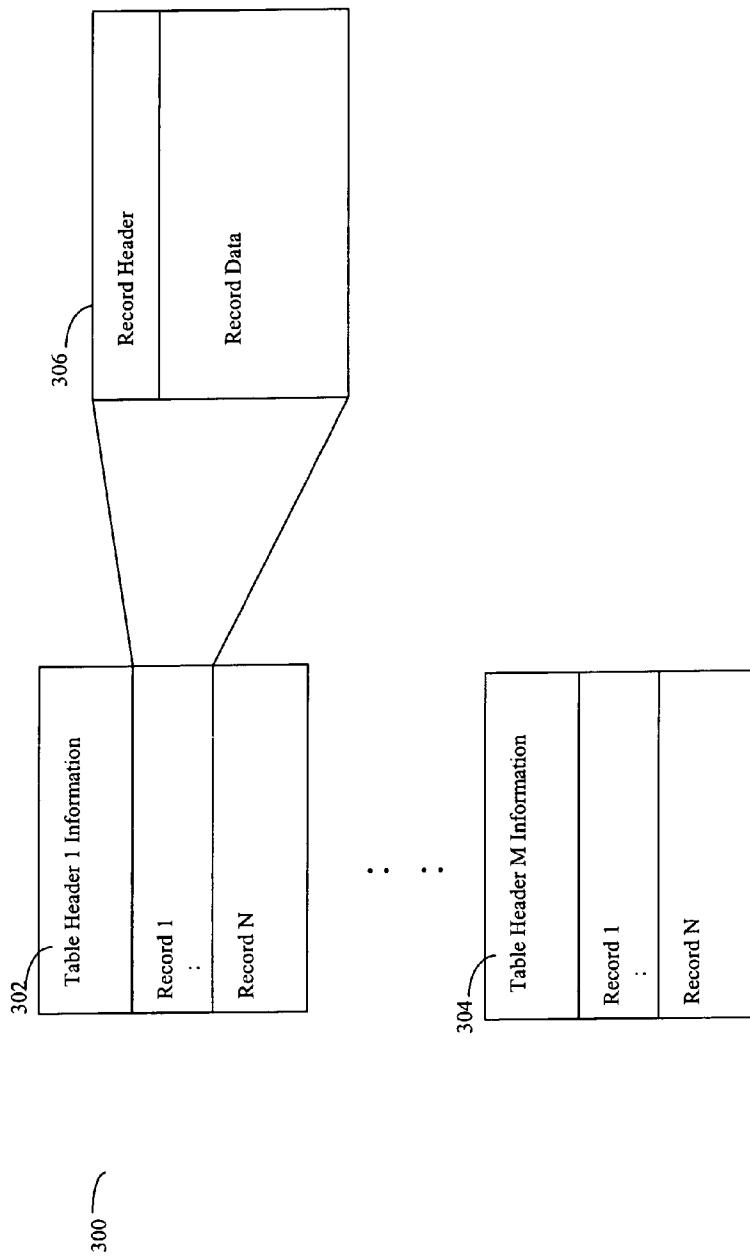 300
302
Table Header 1 Information
Record 1
:
Record N
306
Record Header
Record Data
: :
304
Table Header M Information
Record 1
:
Record N